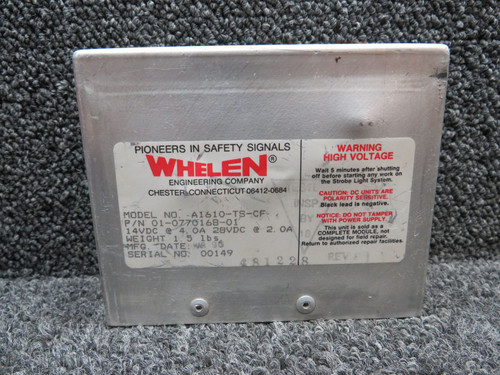 PIONEERS IN SAFETY SIGNALS
WHELEN®
ENGINEERING COMPANY
CHESTER, CONNECTICUT 06412-0684
MODEL NO. A1610-TS-CF
P/N 01-0770168-01
14VDC @ 4.0A 28VDC @ 2.0A
WEIGHT 1.5 lbs.
MFG. DATE:
SERIAL NO: 00149
WARNING
HIGH VOLTAGE
Wait 5 minutes after shutting
off before starting any work on
the Strobe Light System.
CAUTION: DC UNITS ARE
POLARITY SENSITIVE.
Black lead is negative.
NOTICE: DO NOT TAMPER
WITH POWER SUPPLY
This unit is sold as a
COMPLETE MODULE, not
designed for field repair.
Return to authorized repair facilities.
INSP
REV
81228